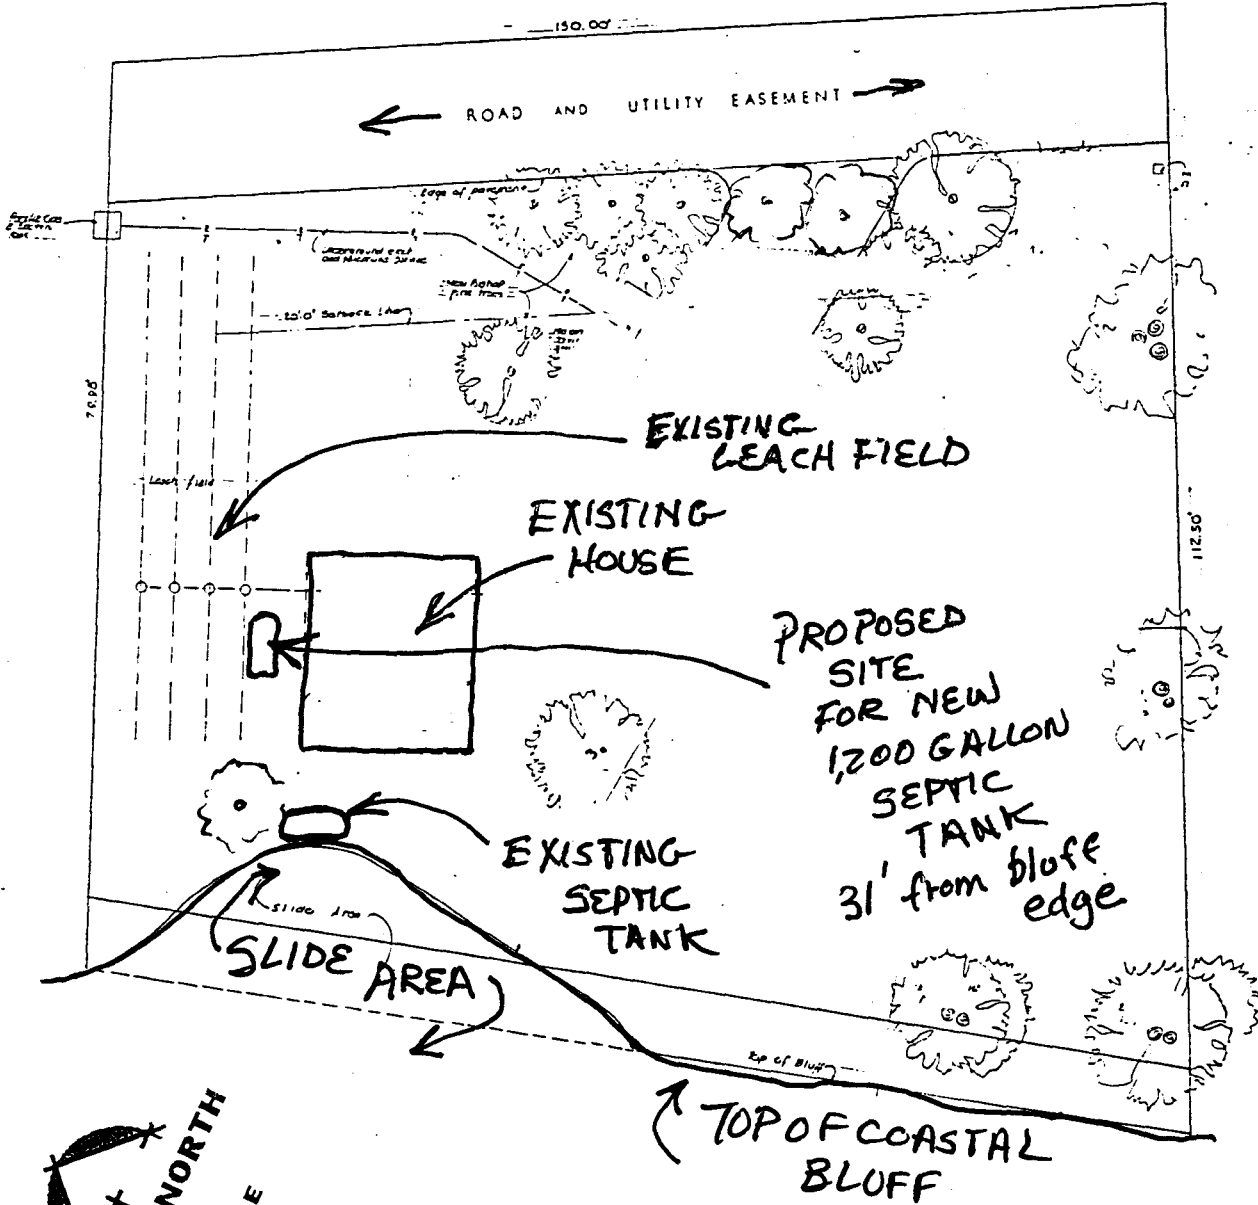 150.00'
ROAD AND UTILITY EASEMENT
Edge of pavement
Leach field
EXISTING
LEACH FIELD
EXISTING
HOUSE
112.50'
PROPOSED
SITE
FOR NEW
1,200 GALLON
SEPTIC
TANK
31' from bluff
edge
EXISTING
SEPTIC
TANK
Slide Area
SLIDE AREA
Top of Bluff
TOP OF COASTAL
BLUFF
NORTH